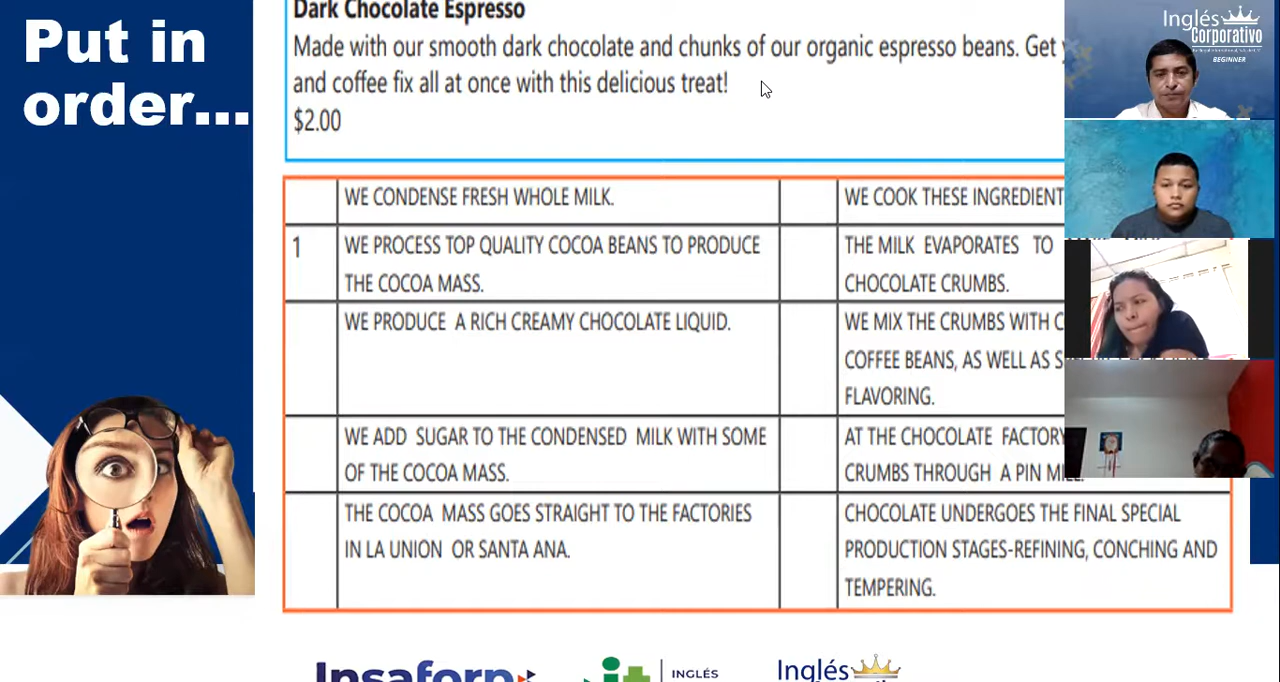 Put in
order...
Dark Chocolate Espresso
Made with our smooth dark chocolate and chunks of our organic espresso beans. Get
and coffee fix all at once with this delicious treat!
$2.00
WE CONDENSE FRESH WHOLE MILK.
WE COOK THESE INGREDIENT
1
WE PROCESS TOP QUALITY COCOA BEANS TO PRODUCE
THE COCOA MASS.
THE MILK EVAPORATES TO
CHOCOLATE CRUMBS.
WE PRODUCE A RICH CREAMY CHOCOLATE LIQUID.
WE MIX THE CRUMBS WITH
COFFEE BEANS, AS WELL AS
FLAVORING.
WE ADD SUGAR TO THE CONDENSED MILK WITH SOME
OF THE COCOA MASS.
AT THE CHOCOLATE FACTORY
CRUMBS THROUGH A PIN
THE COCOA MASS GOES STRAIGHT TO THE FACTORIES
IN LA UNION OR SANTA ANA.
CHOCOLATE UNDERGOES THE FINAL SPECIAL
PRODUCTION STAGES-REFINING, CONCHING AND
TEMPERING.
Insaforp
INGLÉS
Inglés
Inglés
Corporativo
BEGINNER